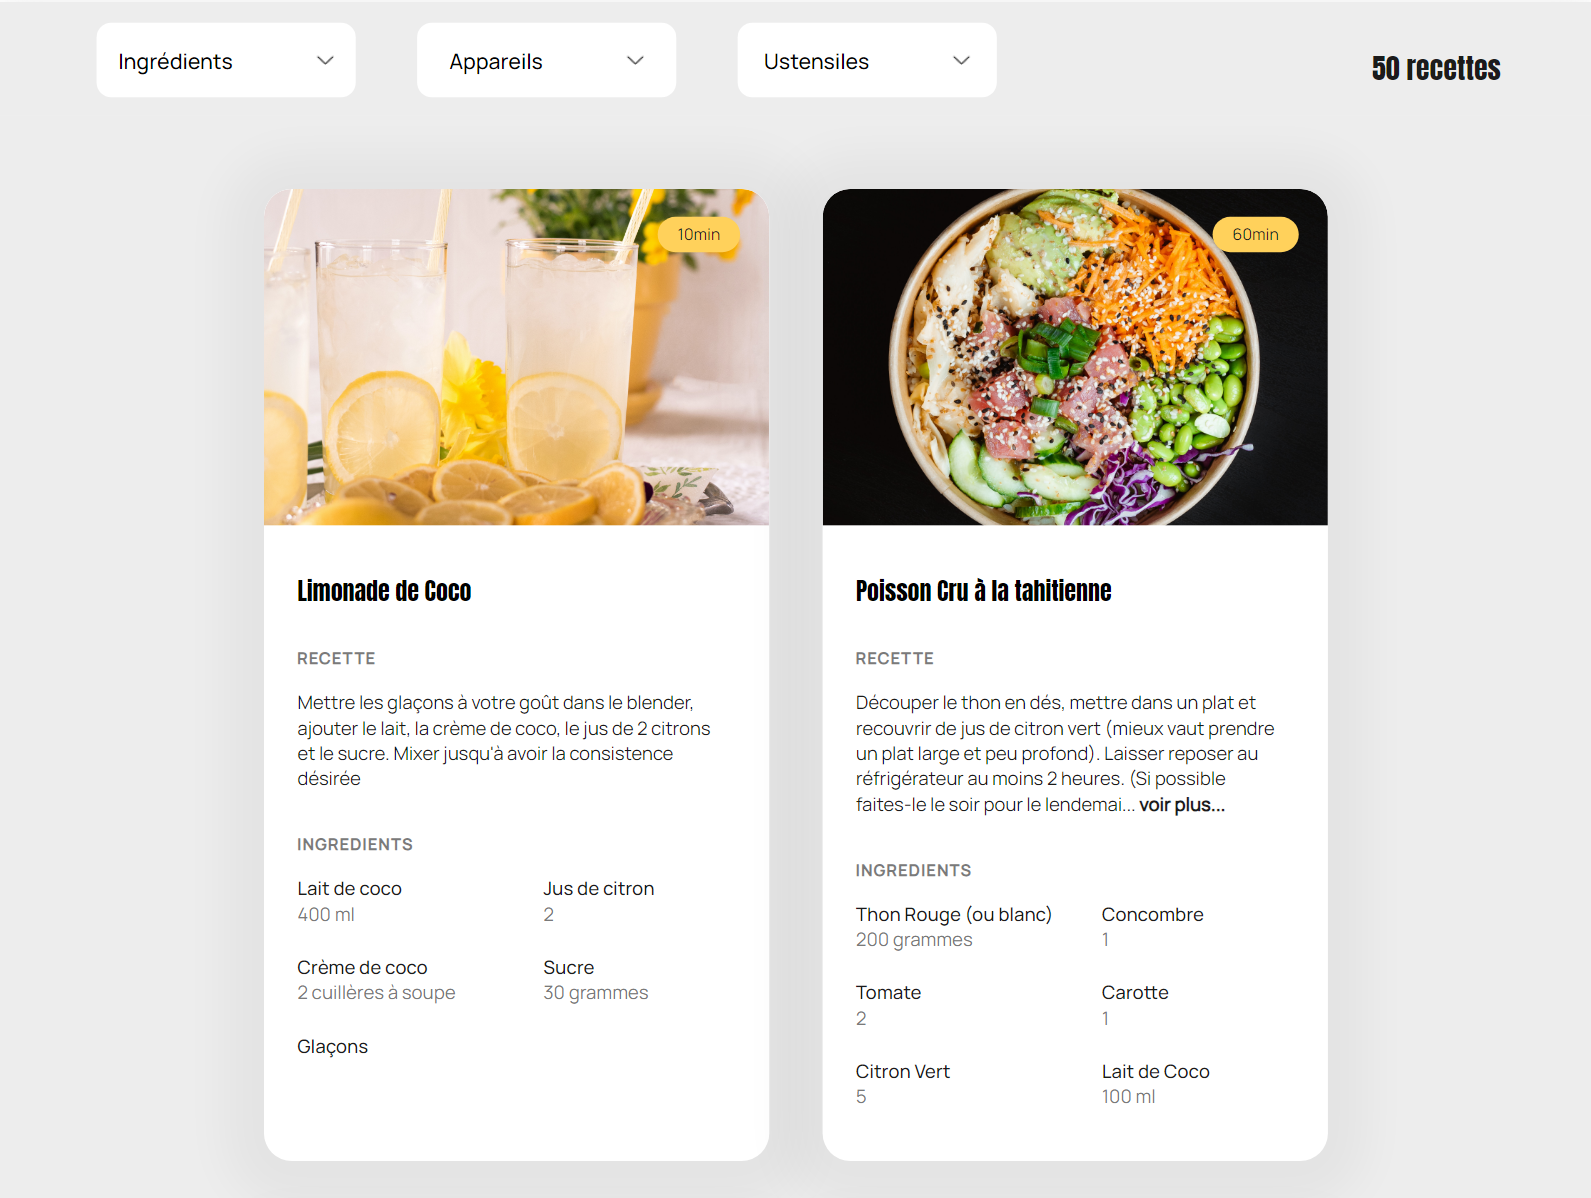 Ingrédients
Appareils
Ustensiles
50 recettes
10min
Limonade de Coco
RECETTE
Mettre les glaçons à votre goût dans le blender,
ajouter le lait, la crème de coco, le jus de 2 citrons
et le sucre. Mixer jusqu'à avoir la consistence
désirée
INGREDIENTS
Lait de coco
400 ml
Jus de citron
2
Crème de coco
2 cuillères à soupe
Sucre
30 grammes
Glaçons
60min
Poisson Cru à la tahitienne
RECETTE
Découper le thon en dés, mettre dans un plat et
recouvrir de jus de citron vert (mieux vaut prendre
un plat large et peu profond). Laisser reposer au
réfrigérateur au moins 2 heures. (Si possible
faites-le le soir pour le lendemai... voir plus...
INGREDIENTS
Thon Rouge (ou blanc)
200 grammes
Concombre
1
Tomate
2
Carotte
1
Citron Vert
5
Lait de Coco
100 ml